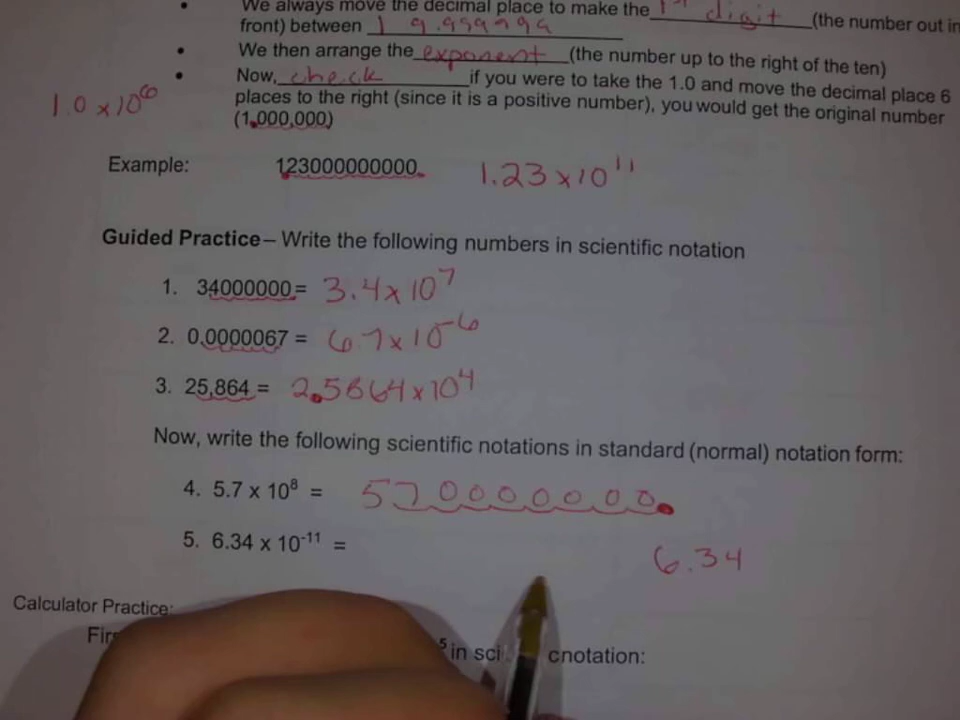 We always move the decimal place to make the 1st digit (the number out in
front) between 1 9.999999
We then arrange the exponent (the number up to the right of the ten)
Now, check if you were to take the 1.0 and move the decimal place 6
1.0 x 10^6 places to the right (since it is a positive number), you would get the original number
(1,000,000)
Example: 123000000000. 1.23 x 10^11
Guided Practice – Write the following numbers in scientific notation
1. 34000000 = 3.4 x 10^7
2. 0.0000067 = 6.7 x 10^-6
3. 25,864 = 2.5864 x 10^4
Now, write the following scientific notations in standard (normal) notation form:
4. 5.7 x 10^8 = 570000000.
5. 6.34 x 10^-11 = 6.34
Calculator Practice:
5 in notation: